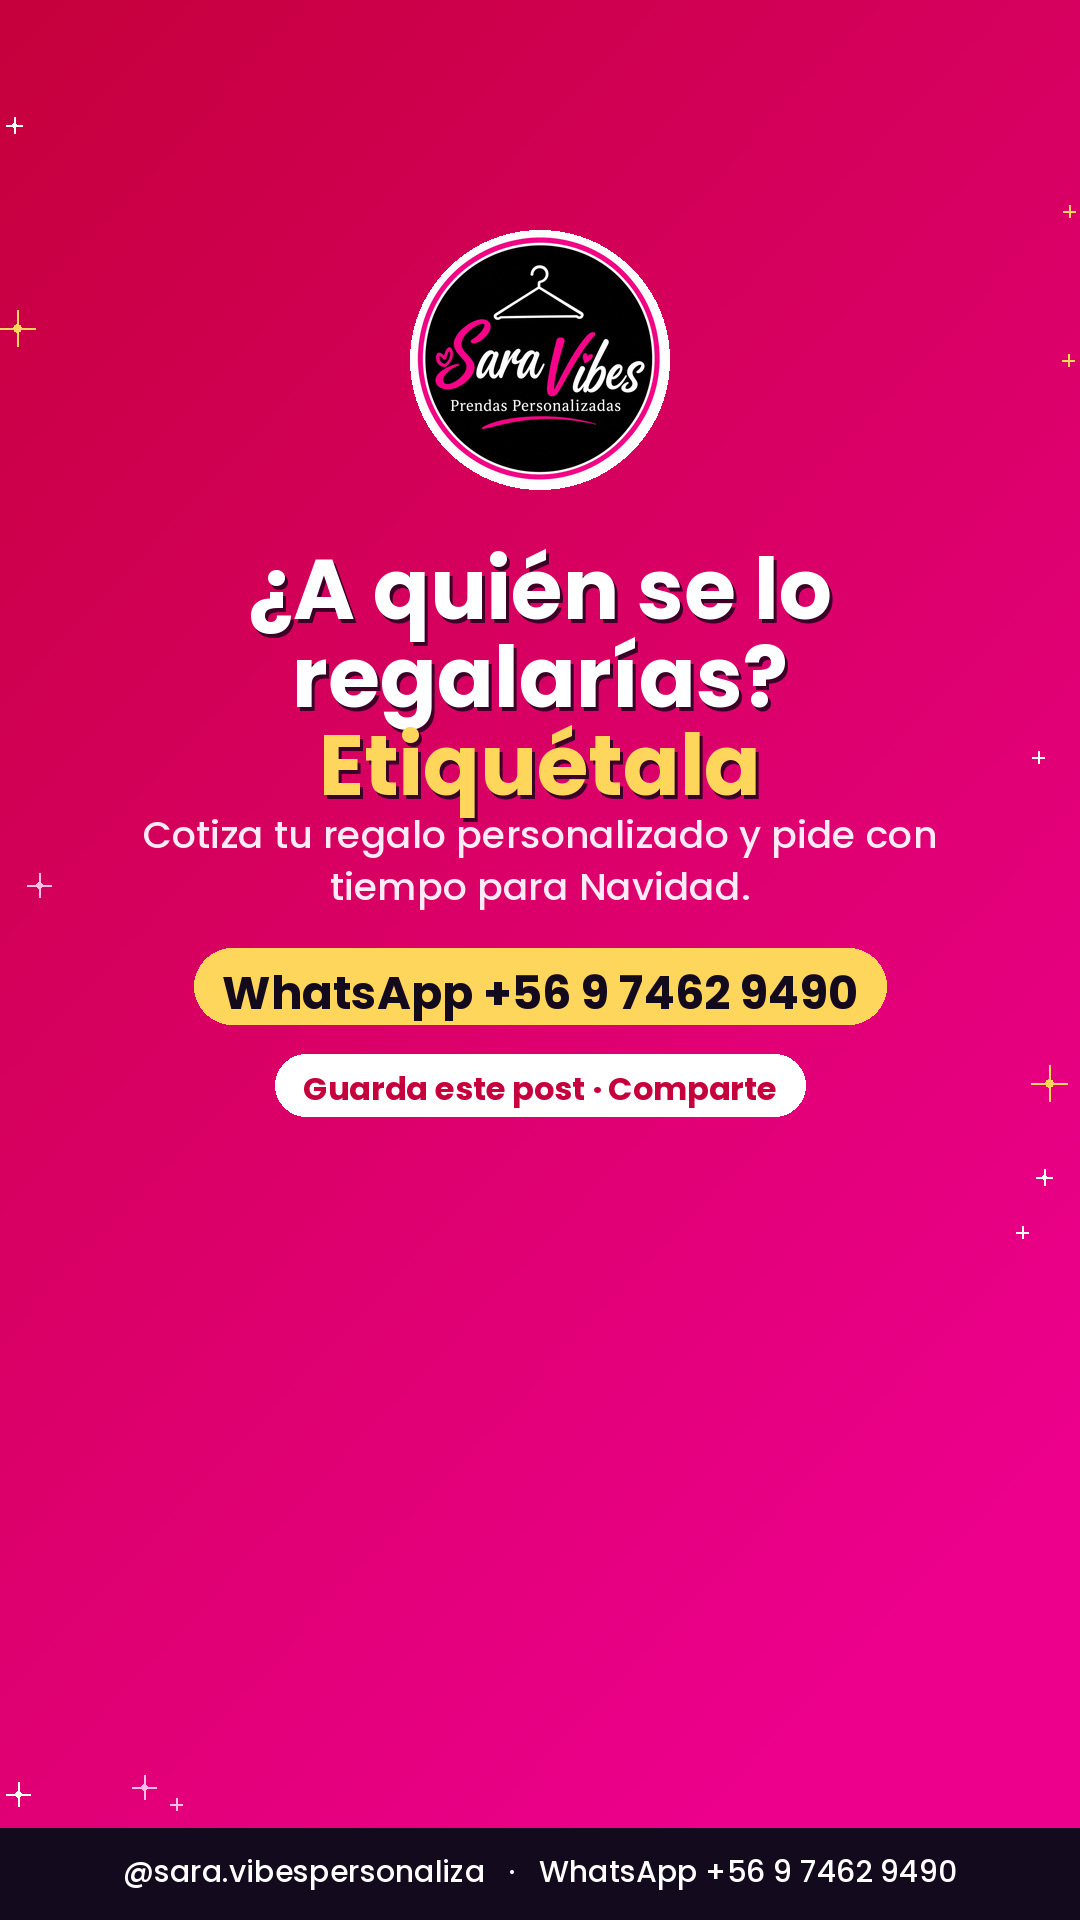 Sara Vibes
Prendas Personalizadas
¿A quién se lo
regalarías?
Etiquétala
Cotiza tu regalo personalizado y pide con
tiempo para Navidad.
WhatsApp +56 9 7462 9490
Guarda este post · Comparte
@sara.vibespersonaliza · WhatsApp +56 9 7462 9490